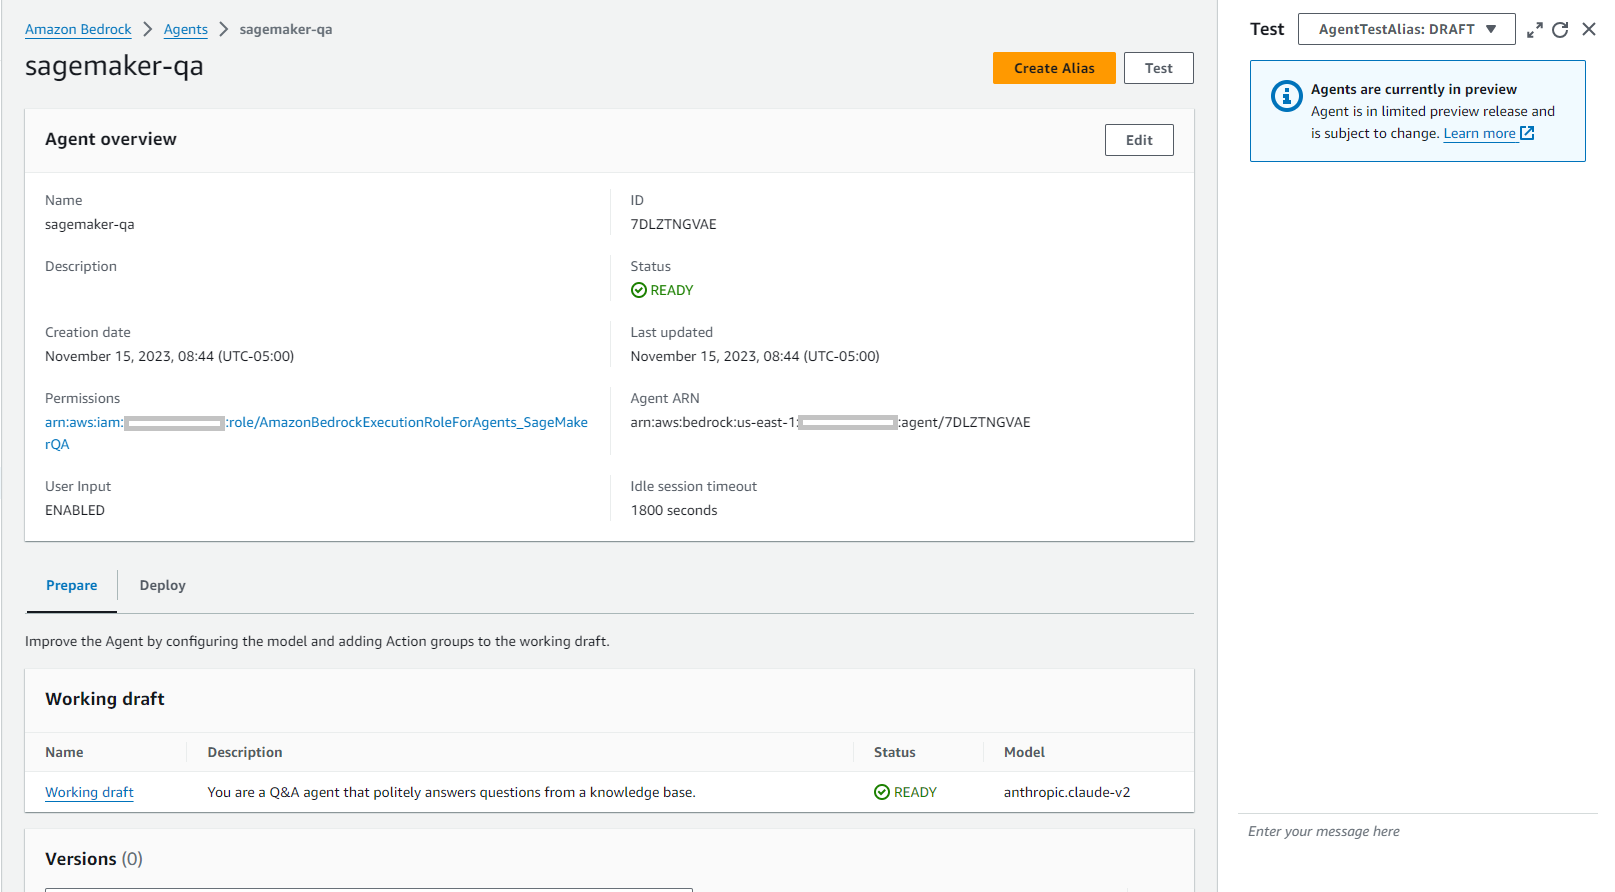 Amazon Bedrock > Agents > sagemaker-qa
sagemaker-qa
Create Alias
Test
Agent overview
Edit
Name
sagemaker-qa
ID
7DLZTNGVAE
Description
Status
READY
Creation date
November 15, 2023, 08:44 (UTC-05:00)
Last updated
November 15, 2023, 08:44 (UTC-05:00)
Permissions
arn:aws:iam: :role/AmazonBedrockExecutionRoleForAgents_SageMake
rQA
Agent ARN
arn:aws:bedrock:us-east-1: :agent/7DLZTNGVAE
User Input
ENABLED
Idle session timeout
1800 seconds
Prepare
Deploy
Improve the Agent by configuring the model and adding Action groups to the working draft.
Working draft
Name Description Status Model
Working draft You are a Q&A agent that politely answers questions from a knowledge base. READY anthropic.claude-v2
Versions (0)
Test
AgentTestAlias: DRAFT
Agents are currently in preview
Agent is in limited preview release and
is subject to change. Learn more
Enter your message here